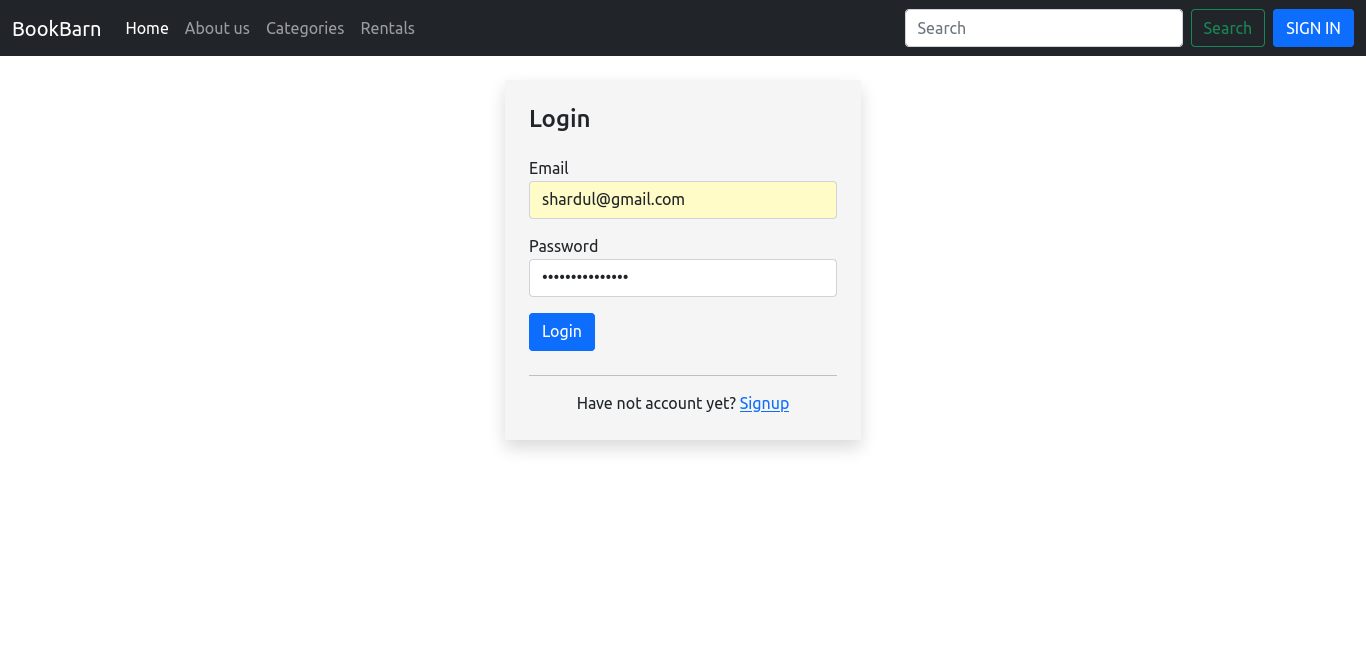 BookBarn Home About us Categories Rentals Search Search SIGN IN
Login
Email
shardul@gmail.com
Password
•••••••••••••••
Login
Have not account yet? Signup